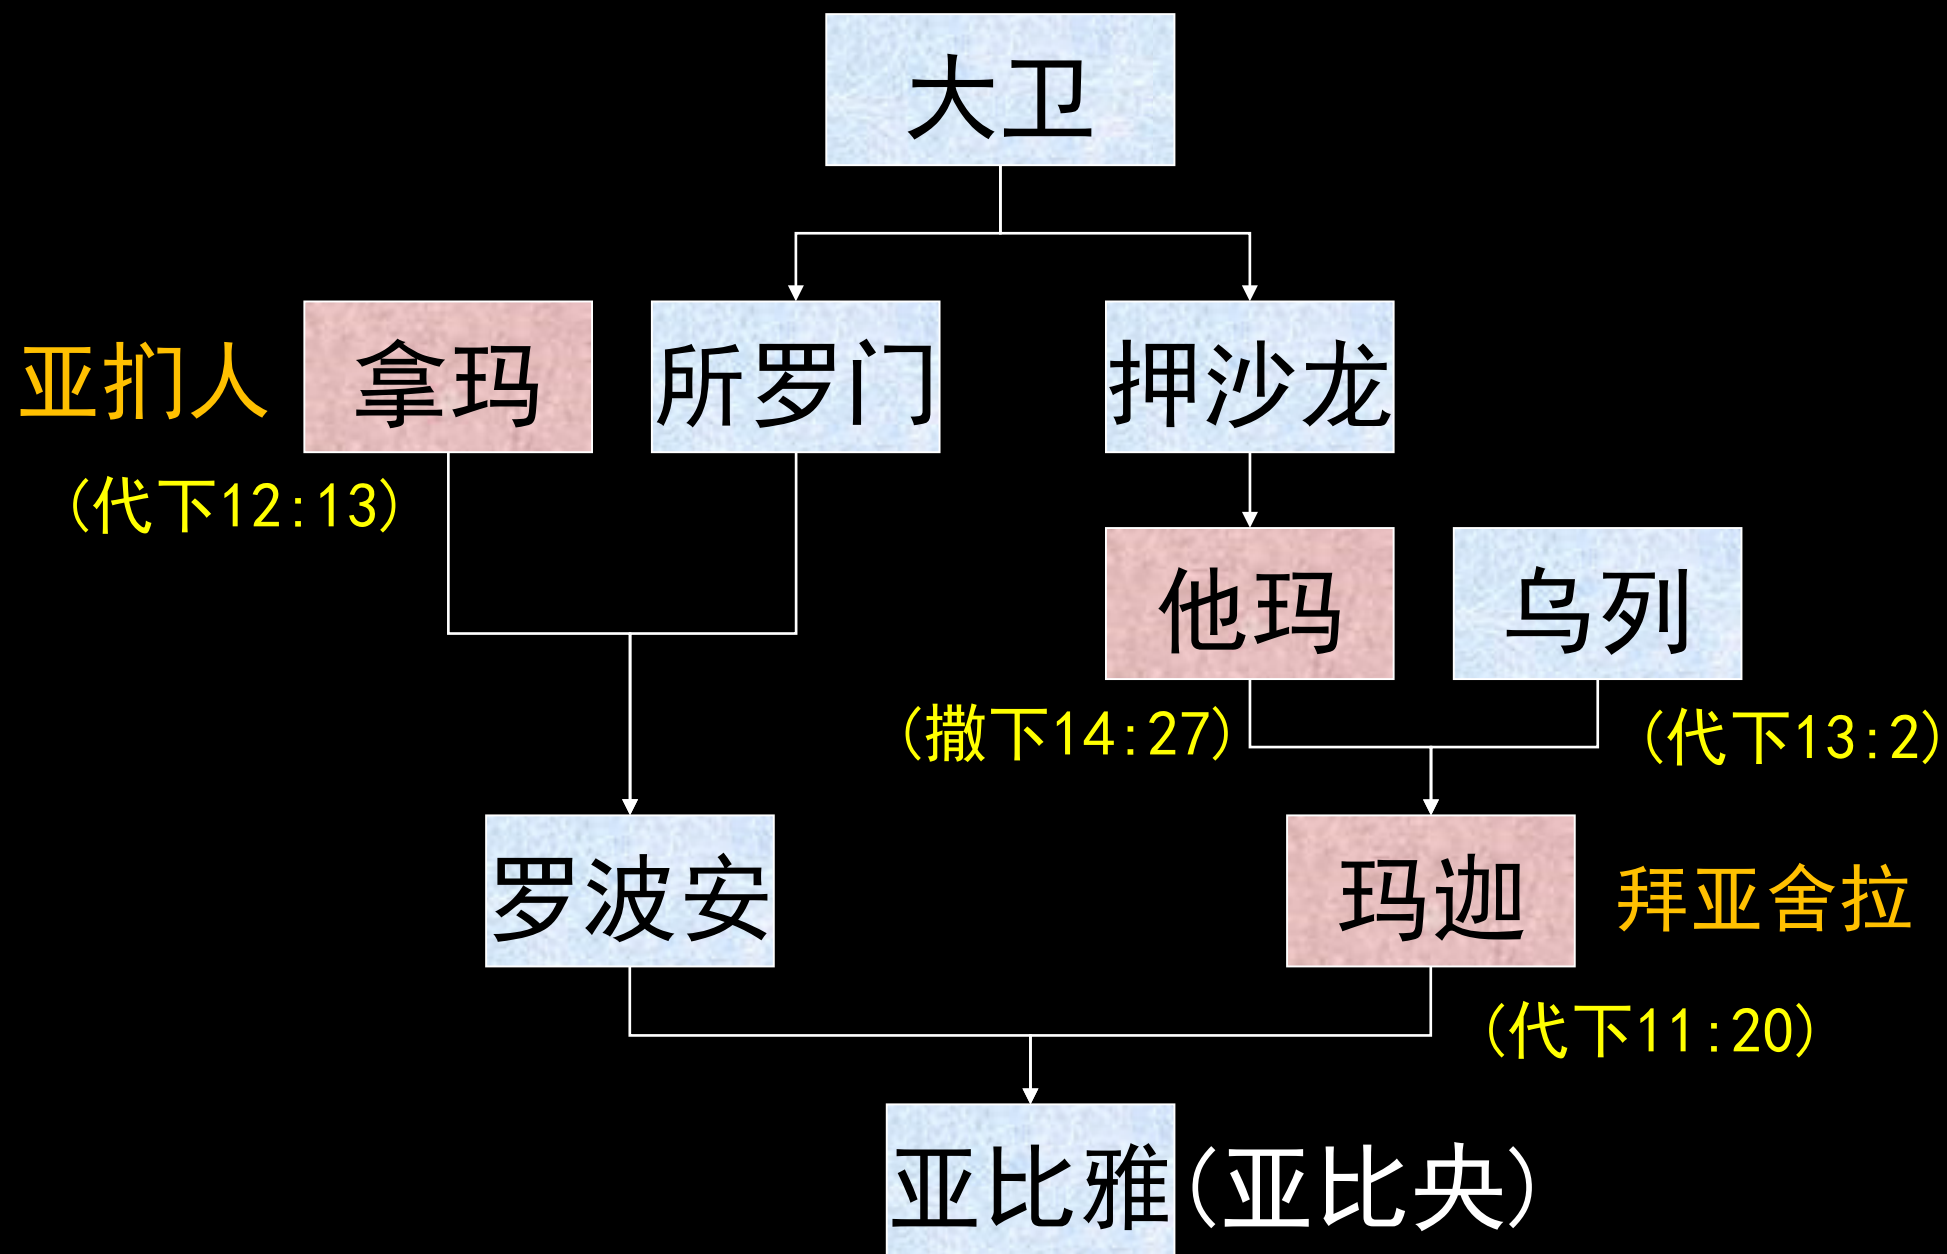 大卫
亚扪人
拿玛
所罗门
押沙龙
(代下12:13)
他玛
乌列
(撒下14:27)
(代下13:2)
罗波安
玛迦
拜亚舍拉
(代下11:20)
亚比雅(亚比央)